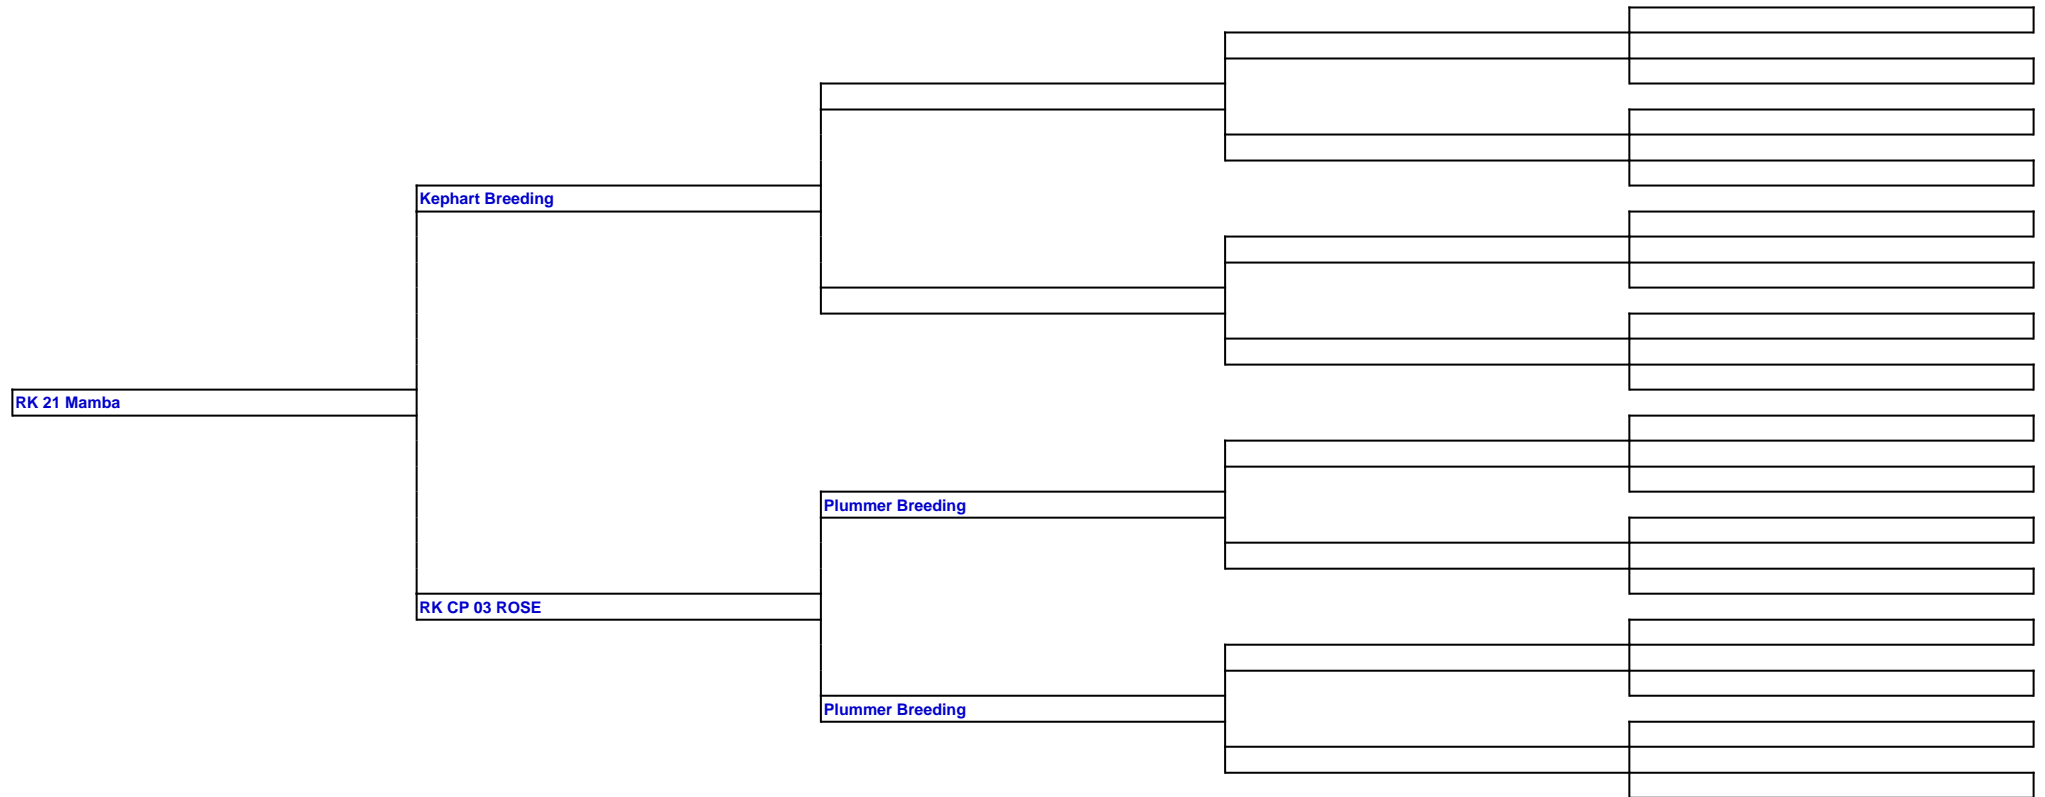 Kephart Breeding
RK 21 Mamba
Plummer Breeding
RK CP 03 ROSE
Plummer Breeding